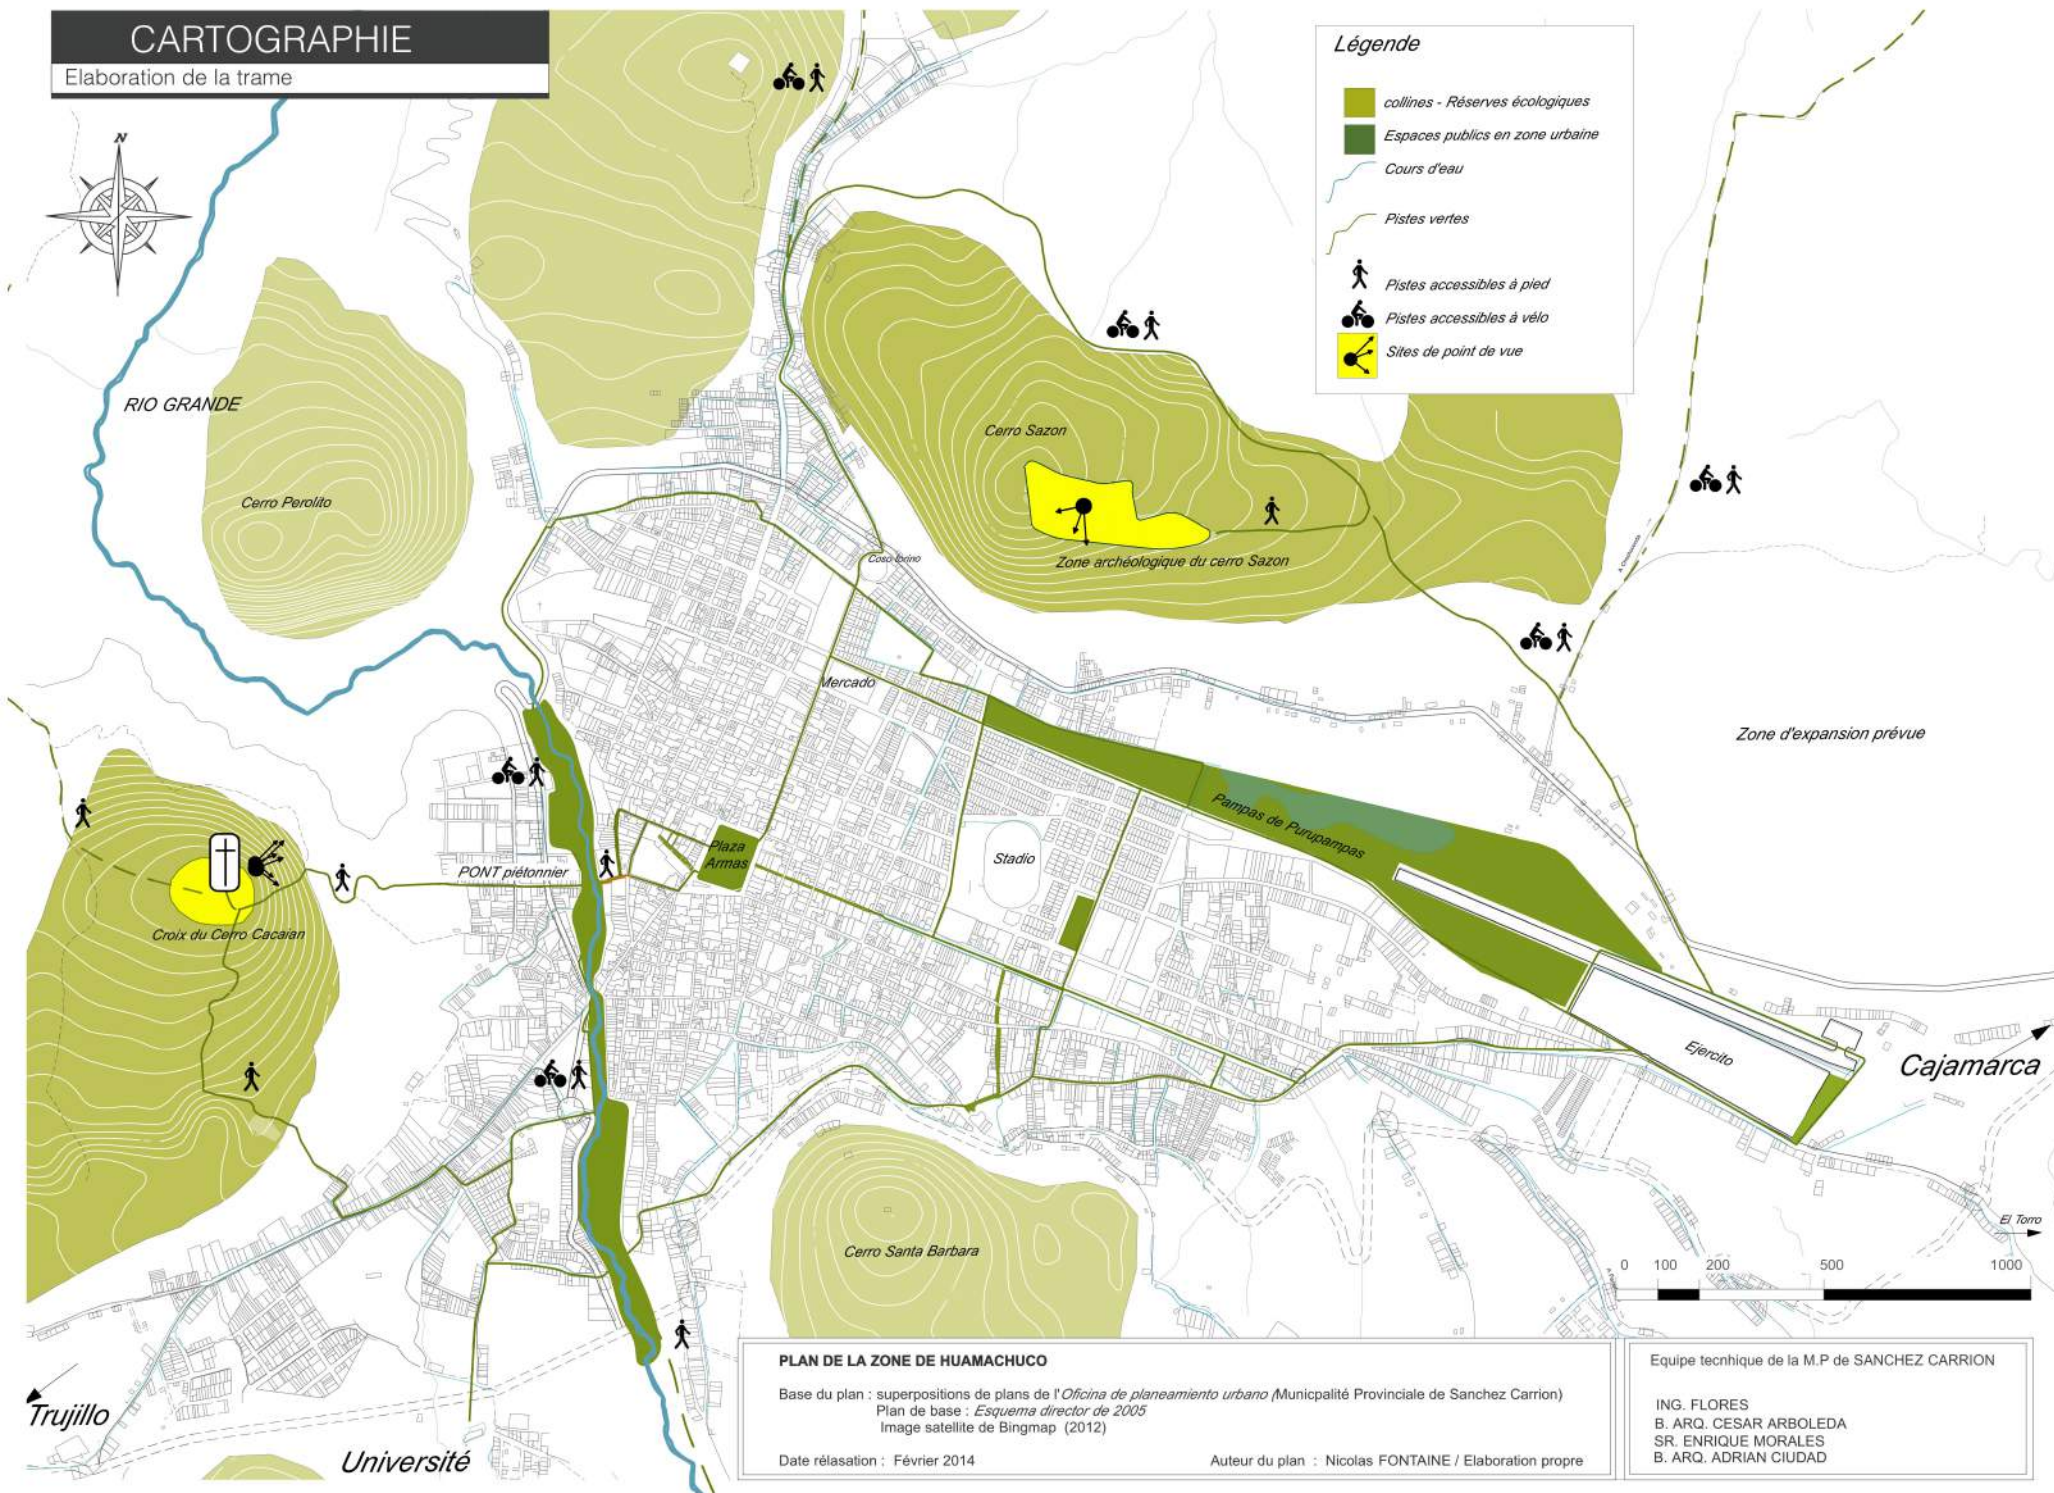 CARTOGRAPHIE
Elaboration de la trame
N
Légende
collines - Réserves écologiques
Espaces publics en zone urbaine
Cours d'eau
Pistes vertes
Pistes accessibles à pied
Pistes accessibles à vélo
Sites de point de vue
RIO GRANDE
Cerro Perolito
Cerro Sazon
Zone archéologique du cerro Sazon
Mercado
Zone d'expansion prévue
Pampas de Purupampas
Plaza
Armas
Stadio
PONT piétonnier
Croix du Cerro Cacaian
Ejercito
Cajamarca
El Torro
Cerro Santa Barbara
0 100 200 500 1000
Trujillo
Université
PLAN DE LA ZONE DE HUAMACHUCO
Base du plan : superpositions de plans de l'Oficina de planeamiento urbano (Municpalité Provinciale de Sanchez Carrion)
Plan de base : Esquema director de 2005
Image satellite de Bingmap (2012)
Date rélasation : Février 2014
Auteur du plan : Nicolas FONTAINE / Elaboration propre
Equipe tecnhique de la M.P de SANCHEZ CARRION
ING. FLORES
B. ARQ. CESAR ARBOLEDA
SR. ENRIQUE MORALES
B. ARQ. ADRIAN CIUDAD